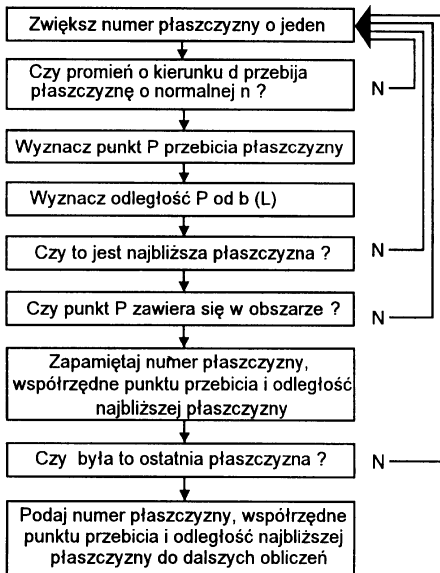 Zwiększ numer płaszczyzny o jeden
Czy promień o kierunku d przebija
płaszczyznę o normalnej n ?
N
Wyznacz punkt P przebicia płaszczyzny
Wyznacz odległość P od b (L)
Czy to jest najbliższa płaszczyzna ?
N
Czy punkt P zawiera się w obszarze ?
N
Zapamiętaj numer płaszczyzny,
współrzędne punktu przebicia i odległość
najbliższej płaszczyzny
Czy była to ostatnia płaszczyzna ?
N
Podaj numer płaszczyzny, współrzędne
punktu przebicia i odległość najbliższej
płaszczyzny do dalszych obliczeń